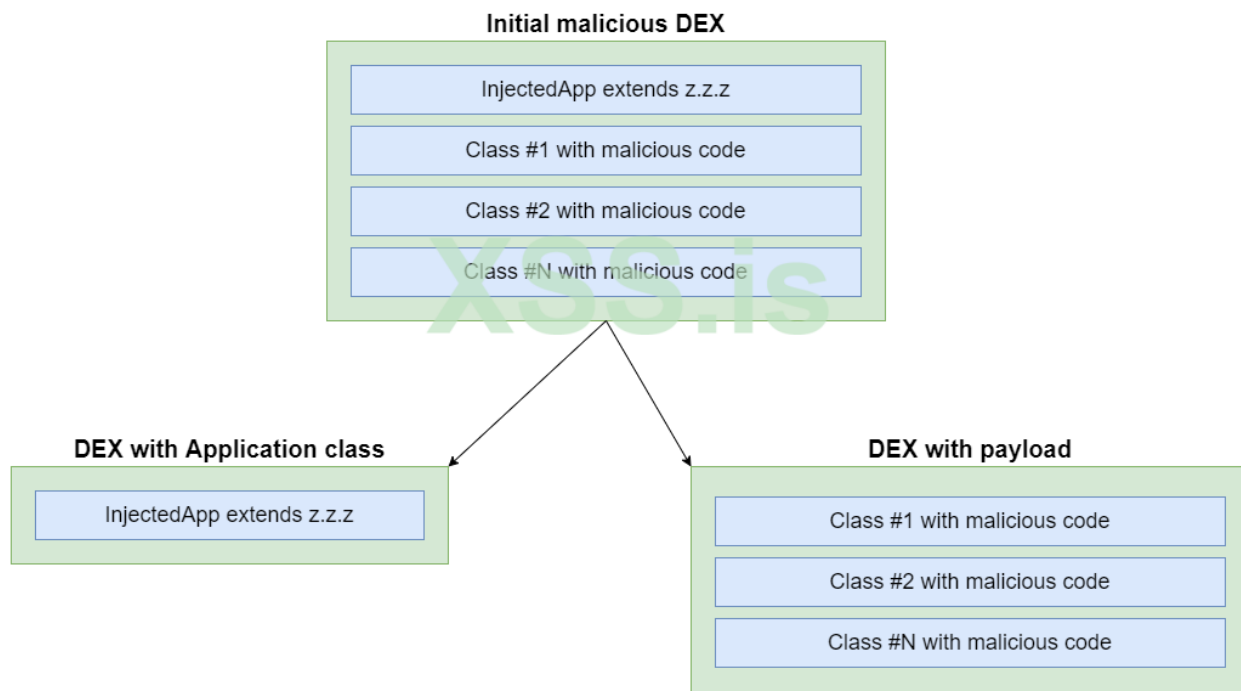 Initial malicious DEX
InjectedApp extends z.z.z
Class #1 with malicious code
Class #2 with malicious code
Class #N with malicious code
XSS.is
DEX with Application class
InjectedApp extends z.z.z
DEX with payload
Class #1 with malicious code
Class #2 with malicious code
Class #N with malicious code